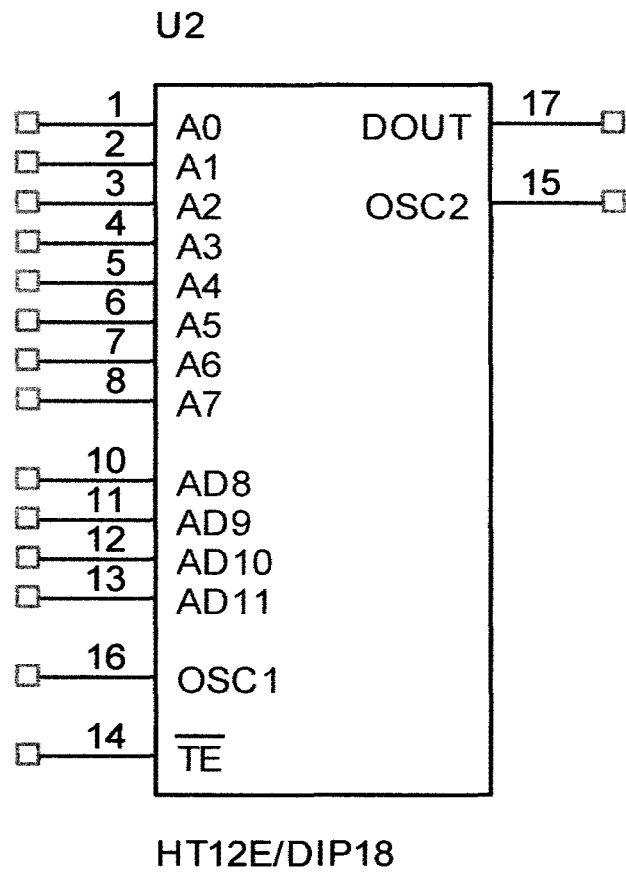 U2
1 A0
2 A1
3 A2
4 A3
5 A4
6 A5
7 A6
8 A7
10 AD8
11 AD9
12 AD10
13 AD11
16 OSC1
14 T̅E̅
DOUT 17
OSC2 15
HT12E/DIP18